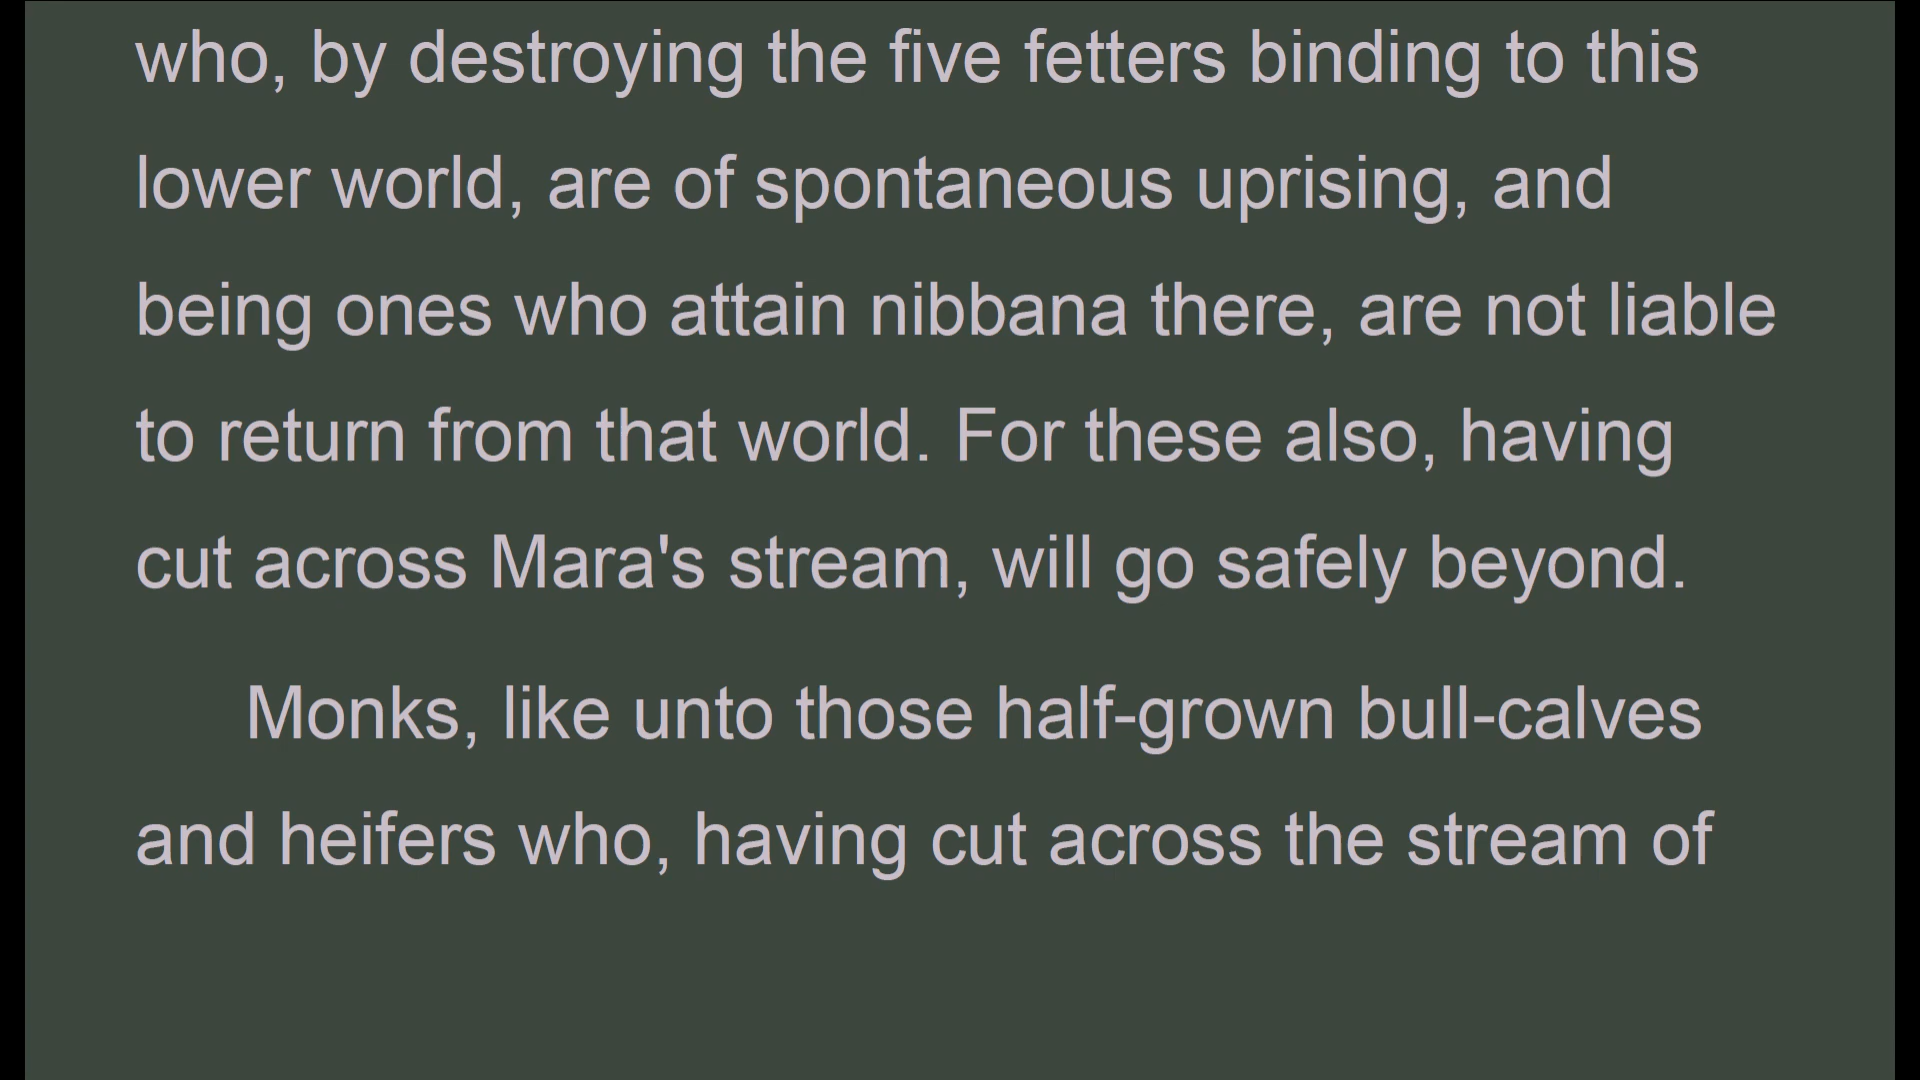 who, by destroying the five fetters binding to this
lower world, are of spontaneous uprising, and
being ones who attain nibbana there, are not liable
to return from that world. For these also, having
cut across Mara's stream, will go safely beyond.
Monks, like unto those half-grown bull-calves
and heifers who, having cut across the stream of